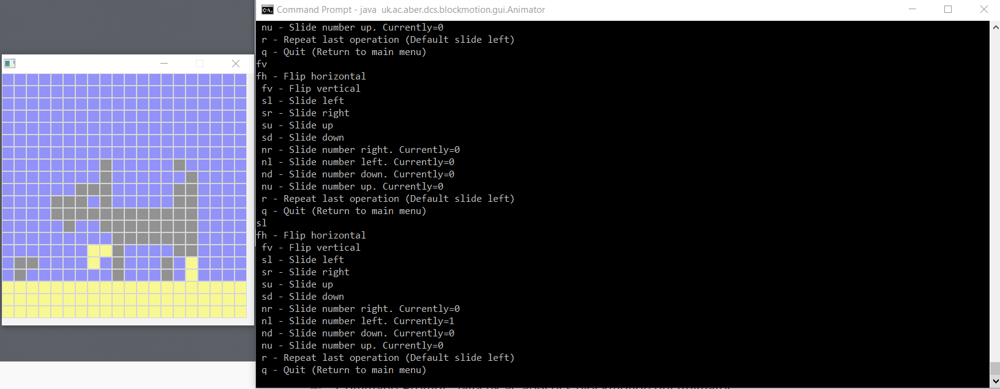 Command Prompt - java  uk.ac.aber.dcs.blockmotion.gui.Animator
 nu - Slide number up. Currently=0
 r - Repeat last operation (Default slide left)
 q - Quit (Return to main menu)
fv
fh - Flip horizontal
 fv - Flip vertical
 sl - Slide left
 sr - Slide right
 su - Slide up
 sd - Slide down
 nr - Slide number right. Currently=0
 nl - Slide number left. Currently=0
 nd - Slide number down. Currently=0
 nu - Slide number up. Currently=0
 r - Repeat last operation (Default slide left)
 q - Quit (Return to main menu)
sl
fh - Flip horizontal
 fv - Flip vertical
 sl - Slide left
 sr - Slide right
 su - Slide up
 sd - Slide down
 nr - Slide number right. Currently=0
 nl - Slide number left. Currently=1
 nd - Slide number down. Currently=0
 nu - Slide number up. Currently=0
 r - Repeat last operation (Default slide left)
 q - Quit (Return to main menu)